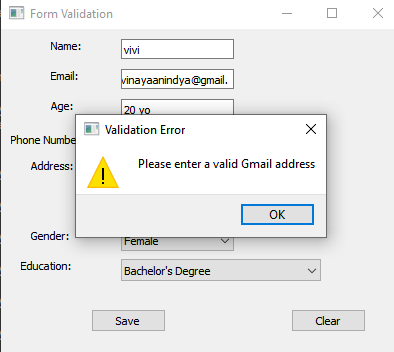 Form Validation
Name:
vivi
Email:
vinayaanindya@gmail.
Age:
20 yo
Validation Error
Phone Numbe
Please enter a valid Gmail address
Address:
OK
Gender:
Female
Education:
Bachelor's Degree
Save
Clear